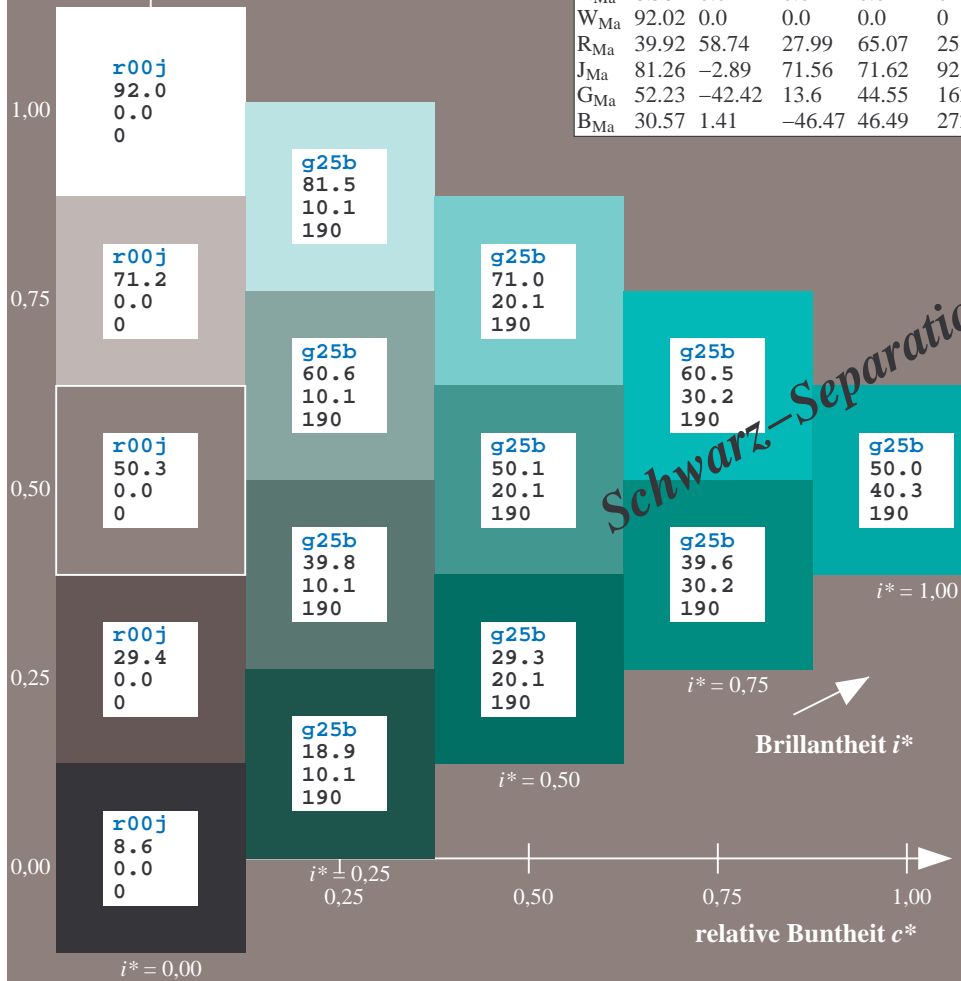 W_Ma 92.02 0.0 0.0 0.0 0
R_Ma 39.92 58.74 27.99 65.07 25
J_Ma 81.26 −2.89 71.56 71.62 92
G_Ma 52.23 −42.42 13.6 44.55
B_Ma 30.57 1.41 −46.47 46.49
r00j
92.0
0.0
0
1,00
g25b
81.5
10.1
190
r00j
71.2
0.0
0
g25b
71.0
20.1
190
0,75
g25b
60.6
10.1
190
g25b
60.5
30.2
190
Schwarz–Separatio
r00j
50.3
0.0
0
g25b
50.1
20.1
190
g25b
50.0
40.3
190
0,50
g25b
39.8
10.1
190
g25b
39.6
30.2
190
i* = 1,00
r00j
29.4
0.0
0
g25b
29.3
20.1
190
0,25
i* = 0,75
g25b
18.9
10.1
190
Brillantheit i*
i* = 0,50
r00j
8.6
0.0
0
0,00
i* = 0,25
0,25 0,50 0,75 1,00
relative Buntheit c*
i* = 0,00